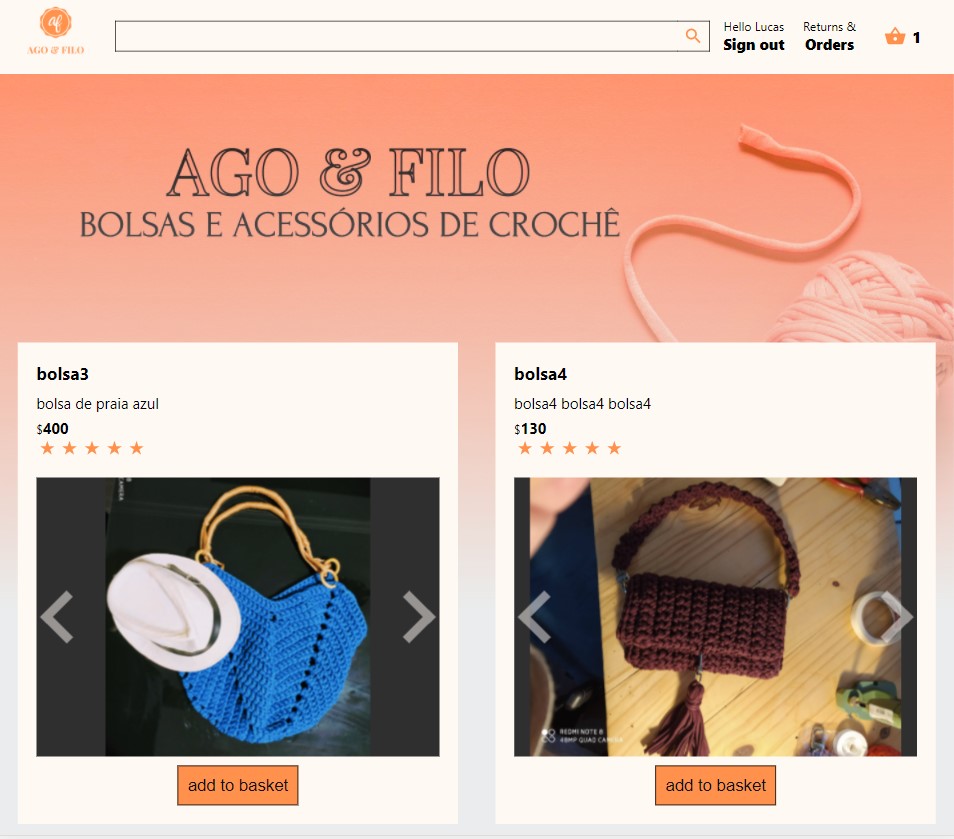 af
AGO & FILO
Hello Lucas
Sign out
Returns &
Orders
1
AGO & FILO
BOLSAS E ACESSÓRIOS DE CROCHÊ
bolsa3
bolsa de praia azul
$400
bolsa4
bolsa4 bolsa4 bolsa4
$130
CAMERA
REDMI NOTE 8
48MP QUAD CAMERA
add to basket
add to basket